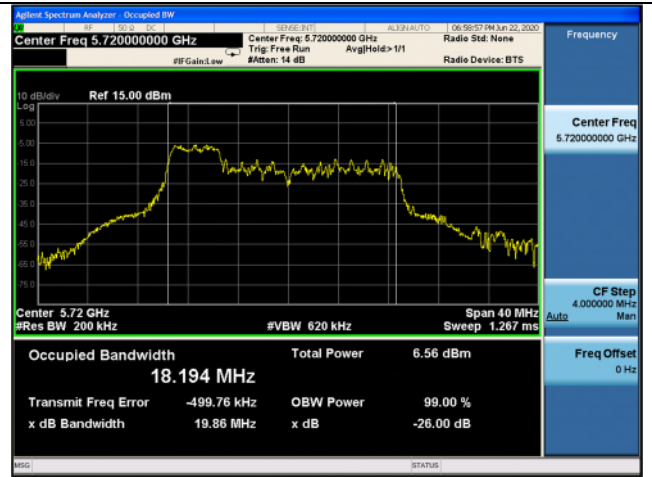 Agilent Spectrum Analyzer - Occupied BW
RF 50 Ω DC SENSE:INT ALIGN AUTO 06:58:57 PM Jun 22, 2020
Center Freq 5.720000000 GHz
Center Freq: 5.720000000 GHz
Radio Std: None
Trig: Free Run Avg|Hold:> 1/1
#IFGain:Low #Atten: 14 dB
Radio Device: BTS
Frequency
10 dB/div Ref 15.00 dBm
Log
5.00
-5.00
-15.0
-25.0
-35.0
-45.0
-55.0
-65.0
-75.0
Center Freq
5.720000000 GHz
Center 5.72 GHz Span 40 MHz
#Res BW 200 kHz #VBW 620 kHz Sweep 1.267 ms
CF Step
4.000000 MHz
Auto Man
Occupied Bandwidth Total Power 6.56 dBm
18.194 MHz
Transmit Freq Error -499.76 kHz OBW Power 99.00 %
x dB Bandwidth 19.86 MHz x dB -26.00 dB
Freq Offset
0 Hz
MSG STATUS